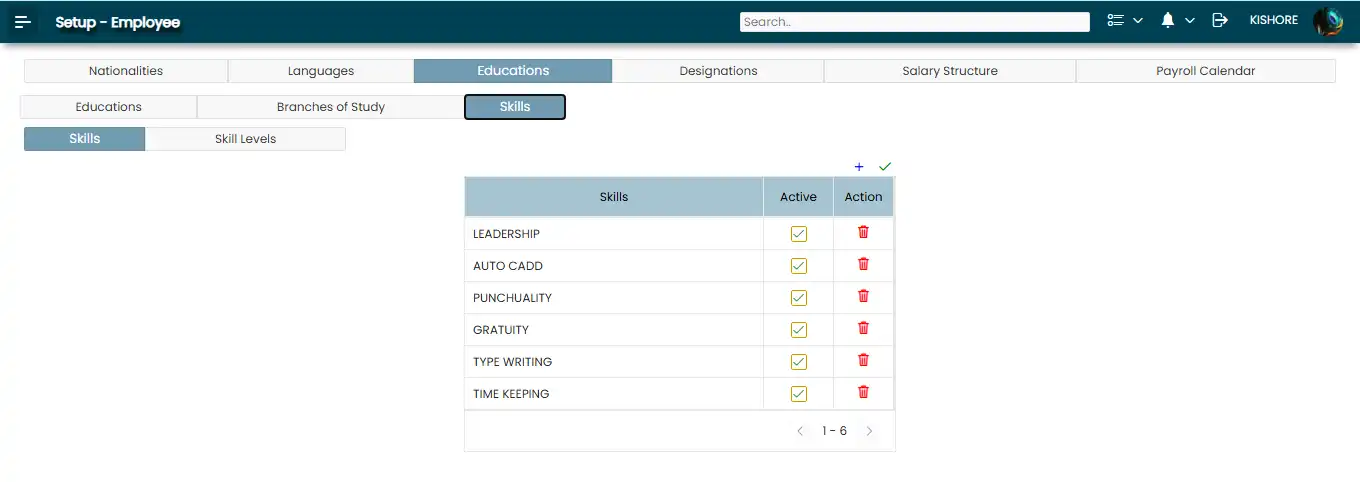 Setup - Employee Search.. KISHORE
Nationalities Languages Educations Designations Salary Structure Payroll Calendar
Educations Branches of Study Skills
Skills Skill Levels
Skills Active Action
LEADERSHIP
AUTO CADD
PUNCHUALITY
GRATUITY
TYPE WRITING
TIME KEEPING
1 - 6